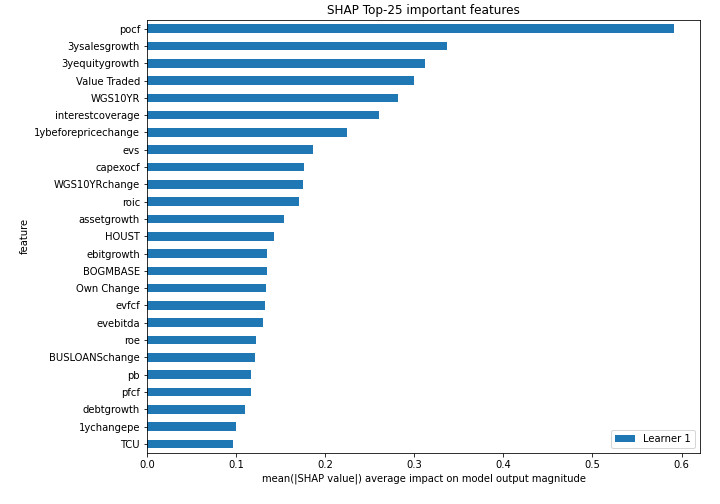 SHAP Top-25 important features
pocf
3ysalesgrowth
3yequitygrowth
Value Traded
WGS10YR
interestcoverage
1ybeforepricechange
evs
capexocf
WGS10YRchange
roic
assetgrowth
HOUST
ebitgrowth
BOGMBASE
Own Change
evfcf
evebitda
roe
BUSLOANSchange
pb
pfcf
debtgrowth
1ychangepe
TCU
feature
Learner 1
0.0 0.1 0.2 0.3 0.4 0.5 0.6
mean(|SHAP value|) average impact on model output magnitude